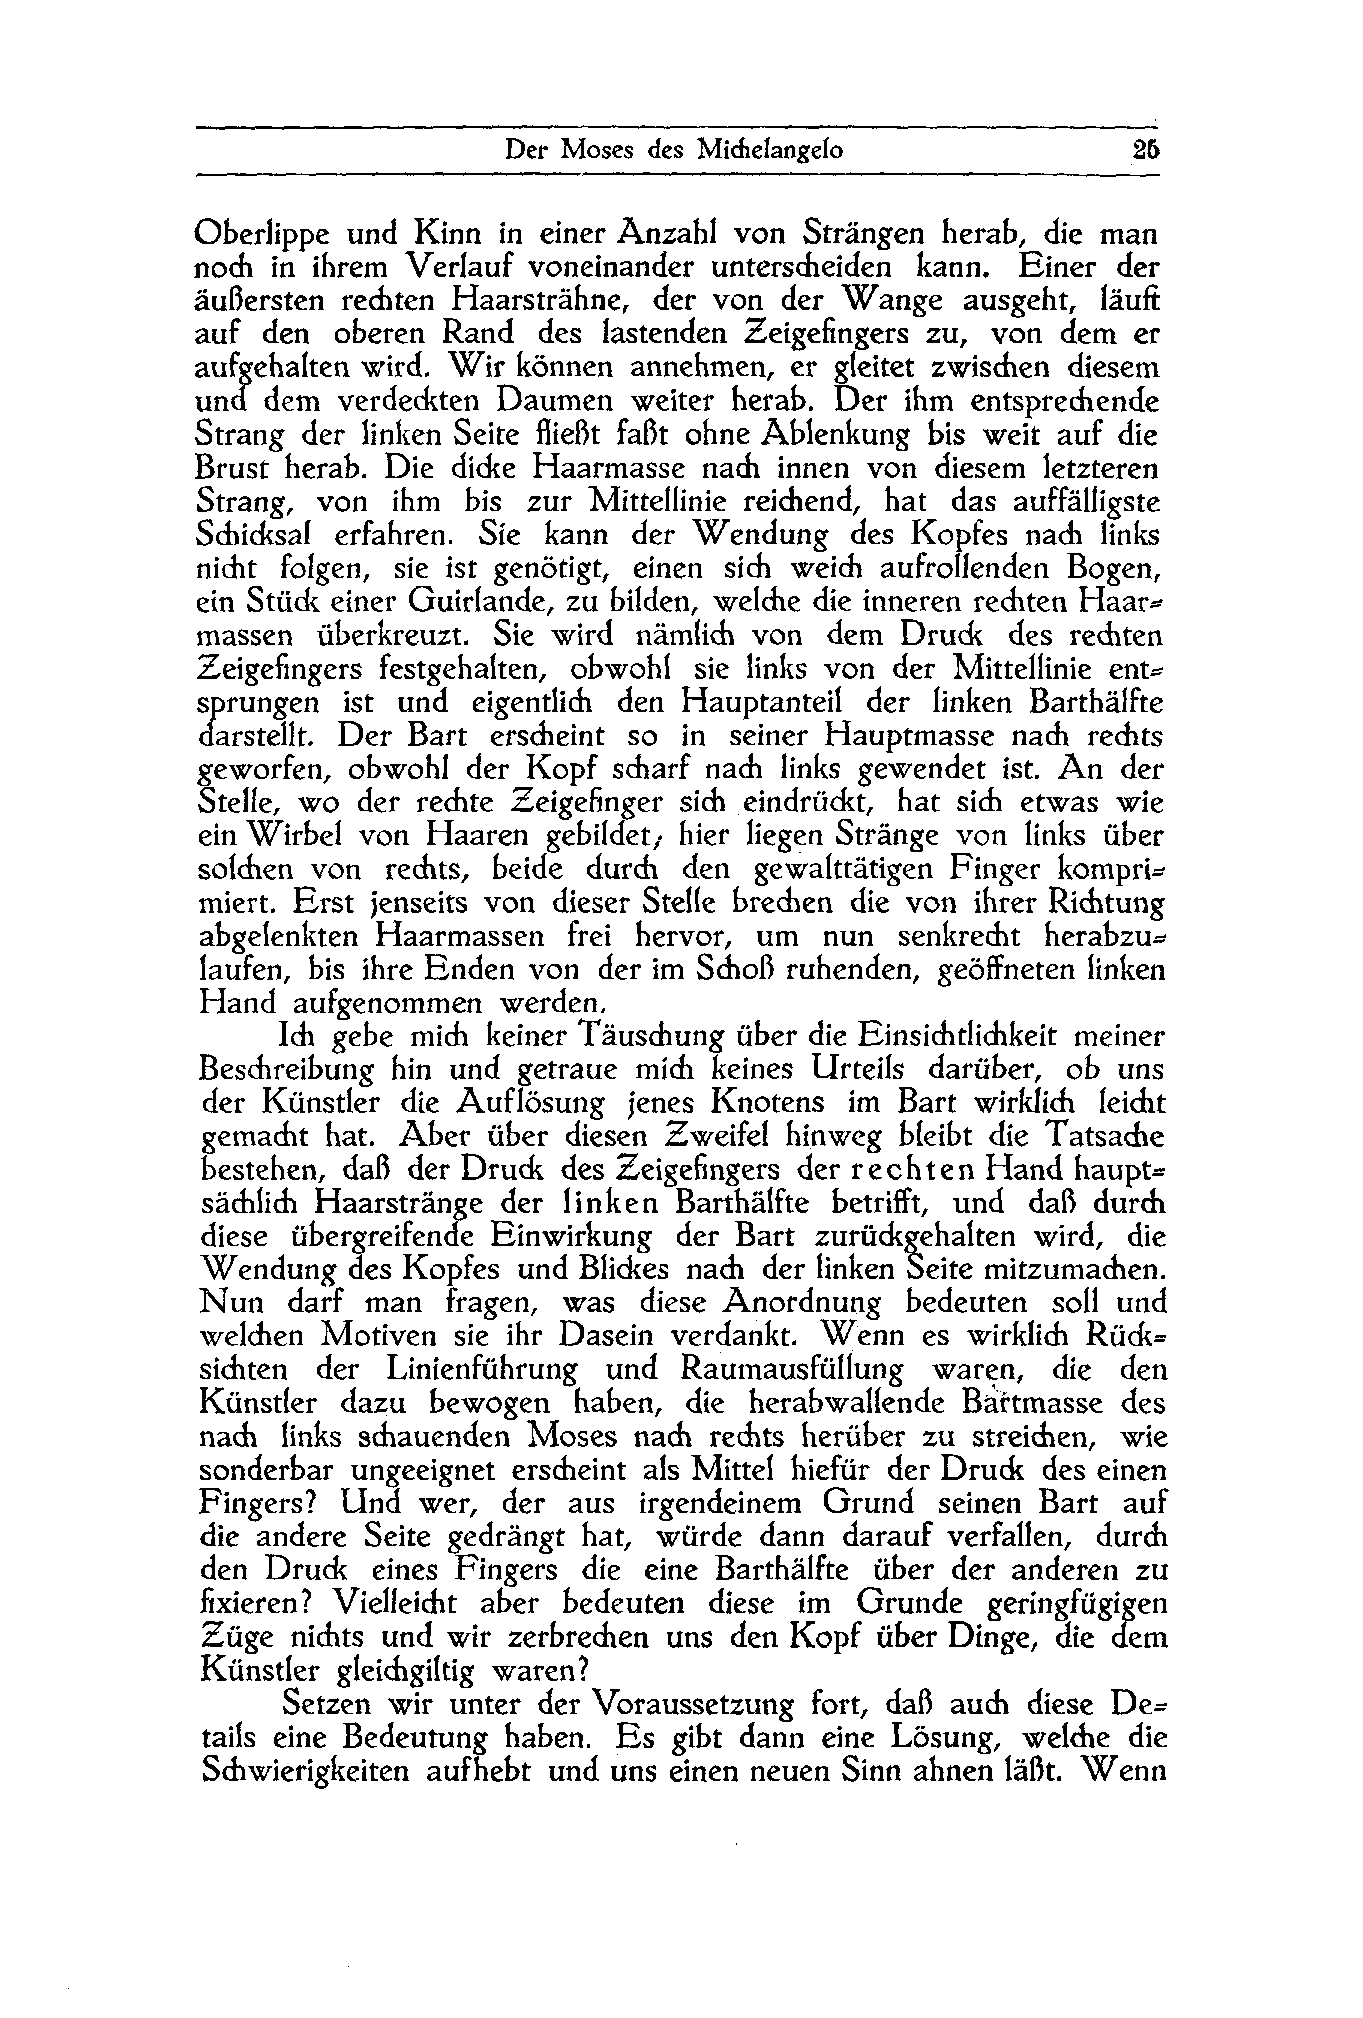 Der Moses des Michelangelo 25
Oberlippe und Kinn in einer Anzahl von Strängen herab, die man
noch in ihrem Verlauf voneinander unterscheiden kann. Einer der
äußersten rechten Haarsträhne, der von der Wange ausgeht, läuft
auf den oberen Rand des lastenden Zeigefingers zu, von dem er
aufgehalten wird. Wir können annehmen, er gleitet zwischen diesem
und dem verdeckten Daumen weiter herab. Der ihm entsprechende
Strang der linken Seite fließt faßt ohne Ablenkung bis weit auf die
Brust herab. Die dicke Haarmasse nach innen von diesem letzteren
Strang, von ihm bis zur Mittellinie reichend, hat das auffälligste
Schicksal erfahren. Sie kann der Wendung des Kopfes nach links
nicht folgen, sie ist genötigt, einen sich weich aufrollenden Bogen,
ein Stück einer Guirlande, zu bilden, welche die inneren rechten Haar-
massen überkreuzt. Sie wird nämlich von dem Druck des rechten
Zeigefingers festgehalten, obwohl sie links von der Mittellinie ent-
sprungen ist und eigentlich den Hauptanteil der linken Barthälfte
darstellt. Der Bart erscheint so in seiner Hauptmasse nach rechts
geworfen, obwohl der Kopf scharf nach links gewendet ist. An der
Stelle, wo der rechte Zeigefinger sich eindrückt, hat sich etwas wie
ein Wirbel von Haaren gebildet; hier liegen Stränge von links über
solchen von rechts, beide durch den gewalttätigen Finger kompri-
miert. Erst jenseits von dieser Stelle brechen die von ihrer Richtung
abgelenkten Haarmassen frei hervor, um nun senkrecht herabzu-
laufen, bis ihre Enden von der im Schoß ruhenden, geöffneten linken
Hand aufgenommen werden.
Ich gebe mich keiner Täuschung über die Einsichtlichkeit meiner
Beschreibung hin und getraue mich keines Urteils darüber, ob uns
der Künstler die Auflösung jenes Knotens im Bart wirklich leicht
gemacht hat. Aber über diesen Zweifel hinweg bleibt die Tatsache
bestehen, daß der Druck des Zeigefingers der rechten Hand haupt-
sächlich Haarstränge der linken Barthälfte betrifft, und daß durch
diese übergreifende Einwirkung der Bart zurückgehalten wird, die
Wendung des Kopfes und Blickes nach der linken Seite mitzumachen.
Nun darf man fragen, was diese Anordnung bedeuten soll und
welchen Motiven sie ihr Dasein verdankt. Wenn es wirklich Rück-
sichten der Linienführung und Raumausfüllung waren, die den
Künstler dazu bewogen haben, die herabwallende Bartmasse des
nach links schauenden Moses nach rechts herüber zu streichen, wie
sonderbar ungeeignet erscheint als Mittel hiefür der Druck des einen
Fingers? Und wer, der aus irgendeinem Grund seinen Bart auf
die andere Seite gedrängt hat, würde dann darauf verfallen, durch
den Druck eines Fingers die eine Barthälfte über der anderen zu
fixieren? Vielleicht aber bedeuten diese im Grunde geringfügigen
Züge nichts und wir zerbrechen uns den Kopf über Dinge, die dem
Künstler gleichgiltig waren?
Setzen wir unter der Voraussetzung fort, daß auch diese De-
tails eine Bedeutung haben. Es gibt dann eine Lösung, welche die
Schwierigkeiten aufhebt und uns einen neuen Sinn ahnen läßt. Wenn